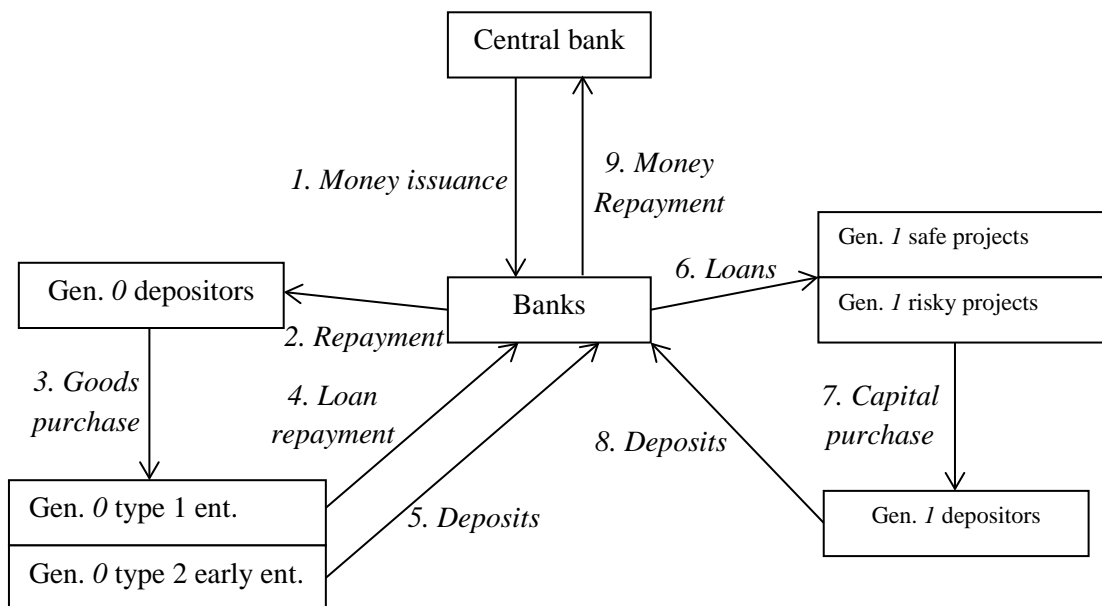 Central bank
1. Money issuance
9. Money
Repayment
Gen. 1 safe projects
6. Loans
Gen. 0 depositors
Banks
Gen. 1 risky projects
2. Repayment
3. Goods
purchase
4. Loan
repayment
7. Capital
purchase
8. Deposits
Gen. 0 type 1 ent.
5. Deposits
Gen. 1 depositors
Gen. 0 type 2 early ent.